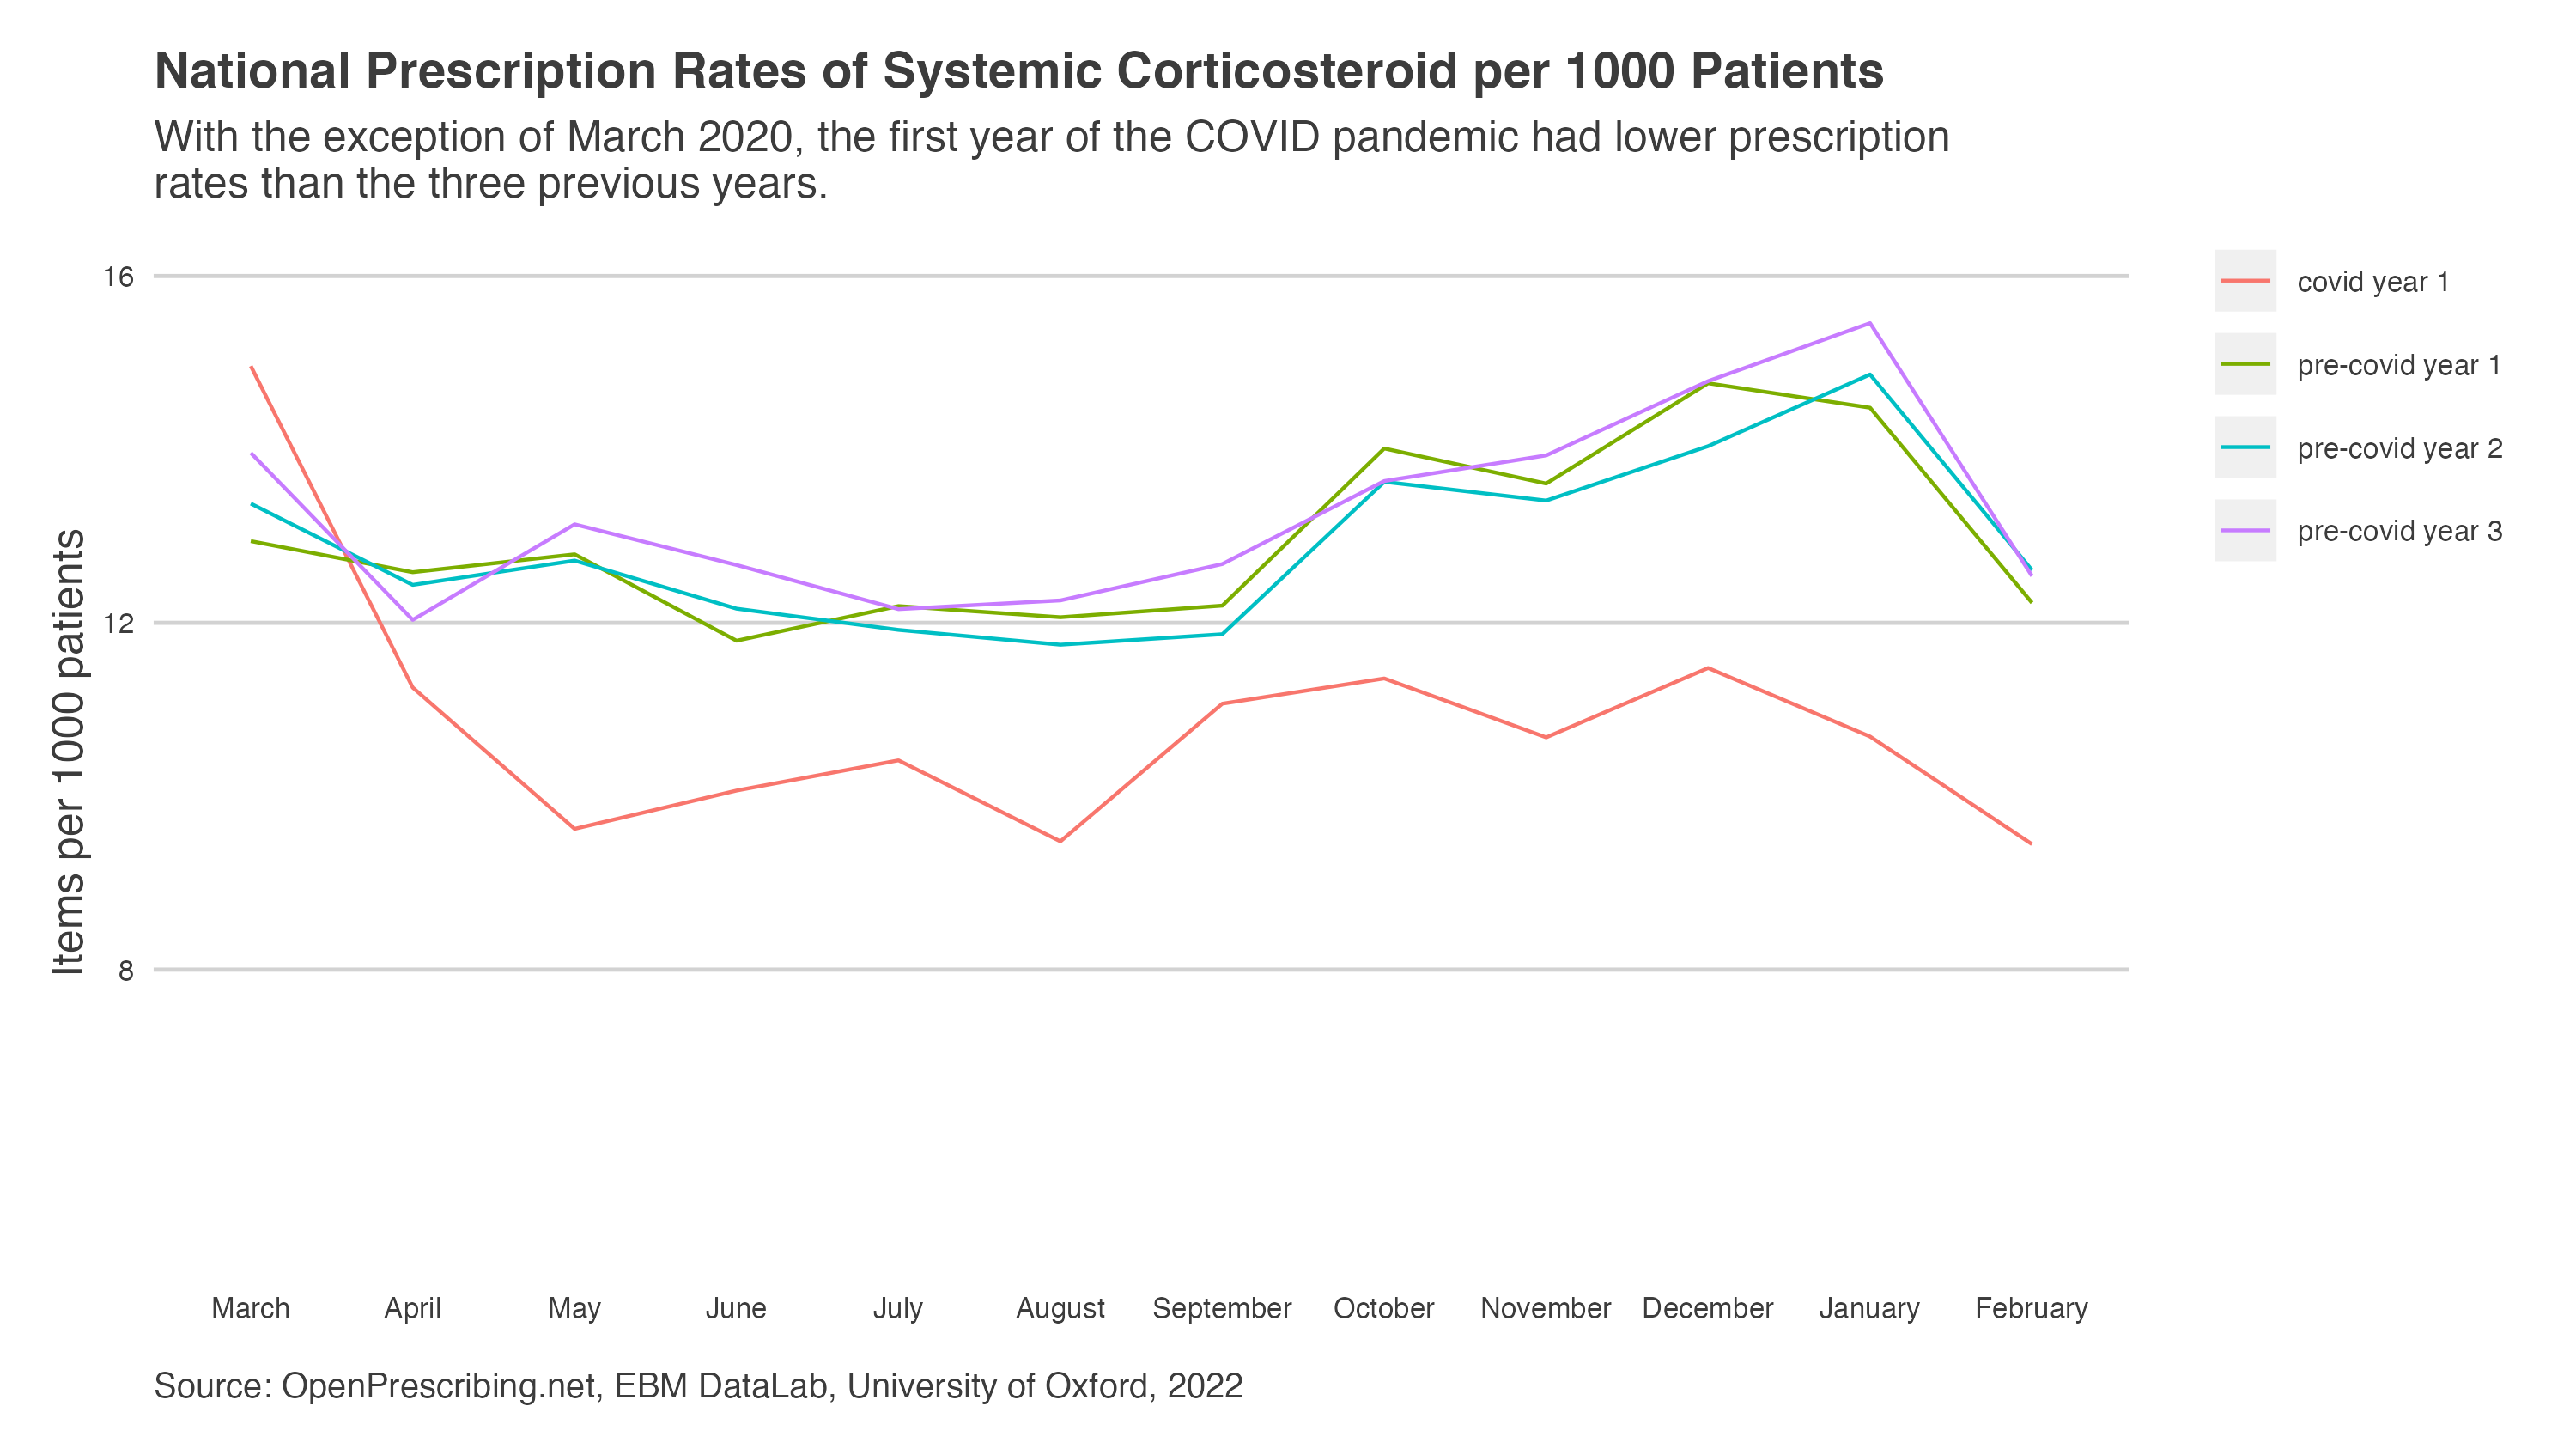 National Prescription Rates of Systemic Corticosteroid per 1000 Patients
With the exception of March 2020, the first year of the COVID pandemic had lower prescription
rates than the three previous years.
16
12
8
Items per 1000 patients
covid year 1
pre-covid year 1
pre-covid year 2
pre-covid year 3
March April May June July August September October November December January February
Source: OpenPrescribing.net, EBM DataLab, University of Oxford, 2022